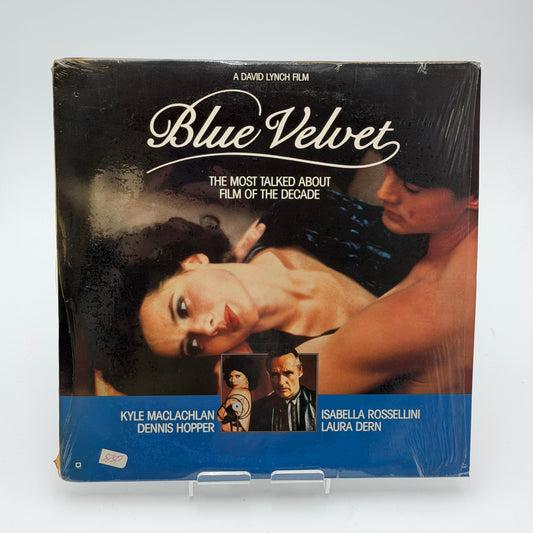 A DAVID LYNCH FILM
Blue Velvet
THE MOST TALKED ABOUT
FILM OF THE DECADE
KYLE MACLACHLAN
DENNIS HOPPER
ISABELLA ROSSELLINI
LAURA DERN